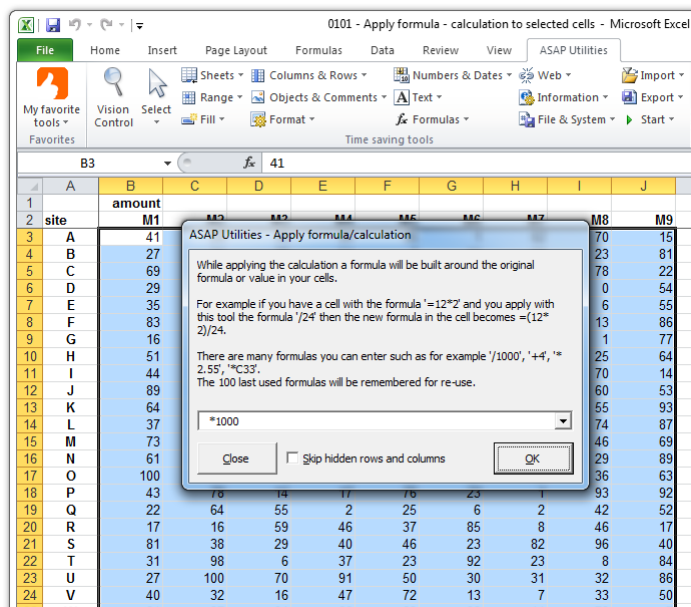 0101 - Apply formula - calculation to selected cells - Microsoft Excel
File Home Insert Page Layout Formulas Data Review View ASAP Utilities
My favorite tools
Favorites
Vision Control
Select
Sheets Columns & Rows Numbers & Dates Web Import
Range Objects & Comments Text Information Export
Fill Format Formulas File & System Start
Time saving tools
B3 fx 41
A B C D E F G H I J
1 amount
2 site M1 M2 M3 M4 M5 M6 M7 M8 M9
3 A 41 70 15
4 B 27 23 81
5 C 69 78 22
6 D 29 0 54
7 E 35 6 55
8 F 83 13 86
9 G 16 1 77
10 H 51 25 64
11 I 44 70 14
12 J 89 60 53
13 K 64 55 93
14 L 37 74 87
15 M 73 46 69
16 N 61 29 89
17 O 100 36 63
18 P 43 78 14 17 76 23 1 93 92
19 Q 22 64 55 2 25 6 2 42 52
20 R 17 16 59 46 37 85 8 46 17
21 S 81 38 29 40 46 23 82 96 40
22 T 31 98 6 37 23 92 23 8 84
23 U 27 100 70 91 50 30 31 32 86
24 V 40 32 16 47 72 13 7 33 50
ASAP Utilities - Apply formula/calculation
While applying the calculation a formula will be built around the original
formula or value in your cells.
For example if you have a cell with the formula '=12*2' and you apply with
this tool the formula '/24' then the new formula in the cell becomes =(12*
2)/24.
There are many formulas you can enter such as for example '/1000', '+4', '*
2.55', '*C33'.
The 100 last used formulas will be remembered for re-use.
*1000
Close Skip hidden rows and columns OK